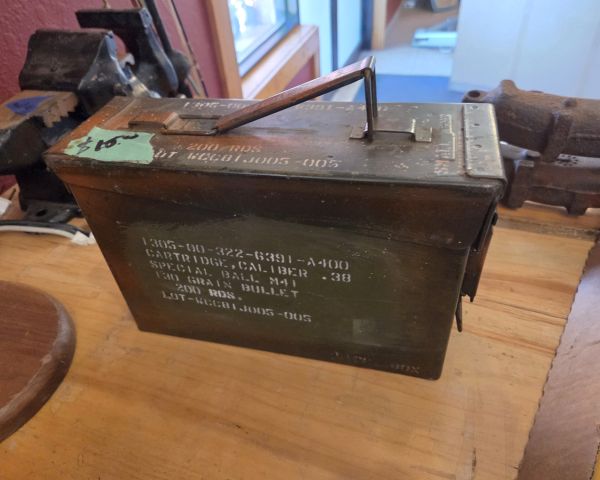 200 RDS
LOT WCC81J005-005
1305-00-322-6391-A400
CARTRIDGE, CALIBER .38
SPECIAL BALL M41
130 GRAIN BULLET
200 RDS.
LOT-WCC81J005-005